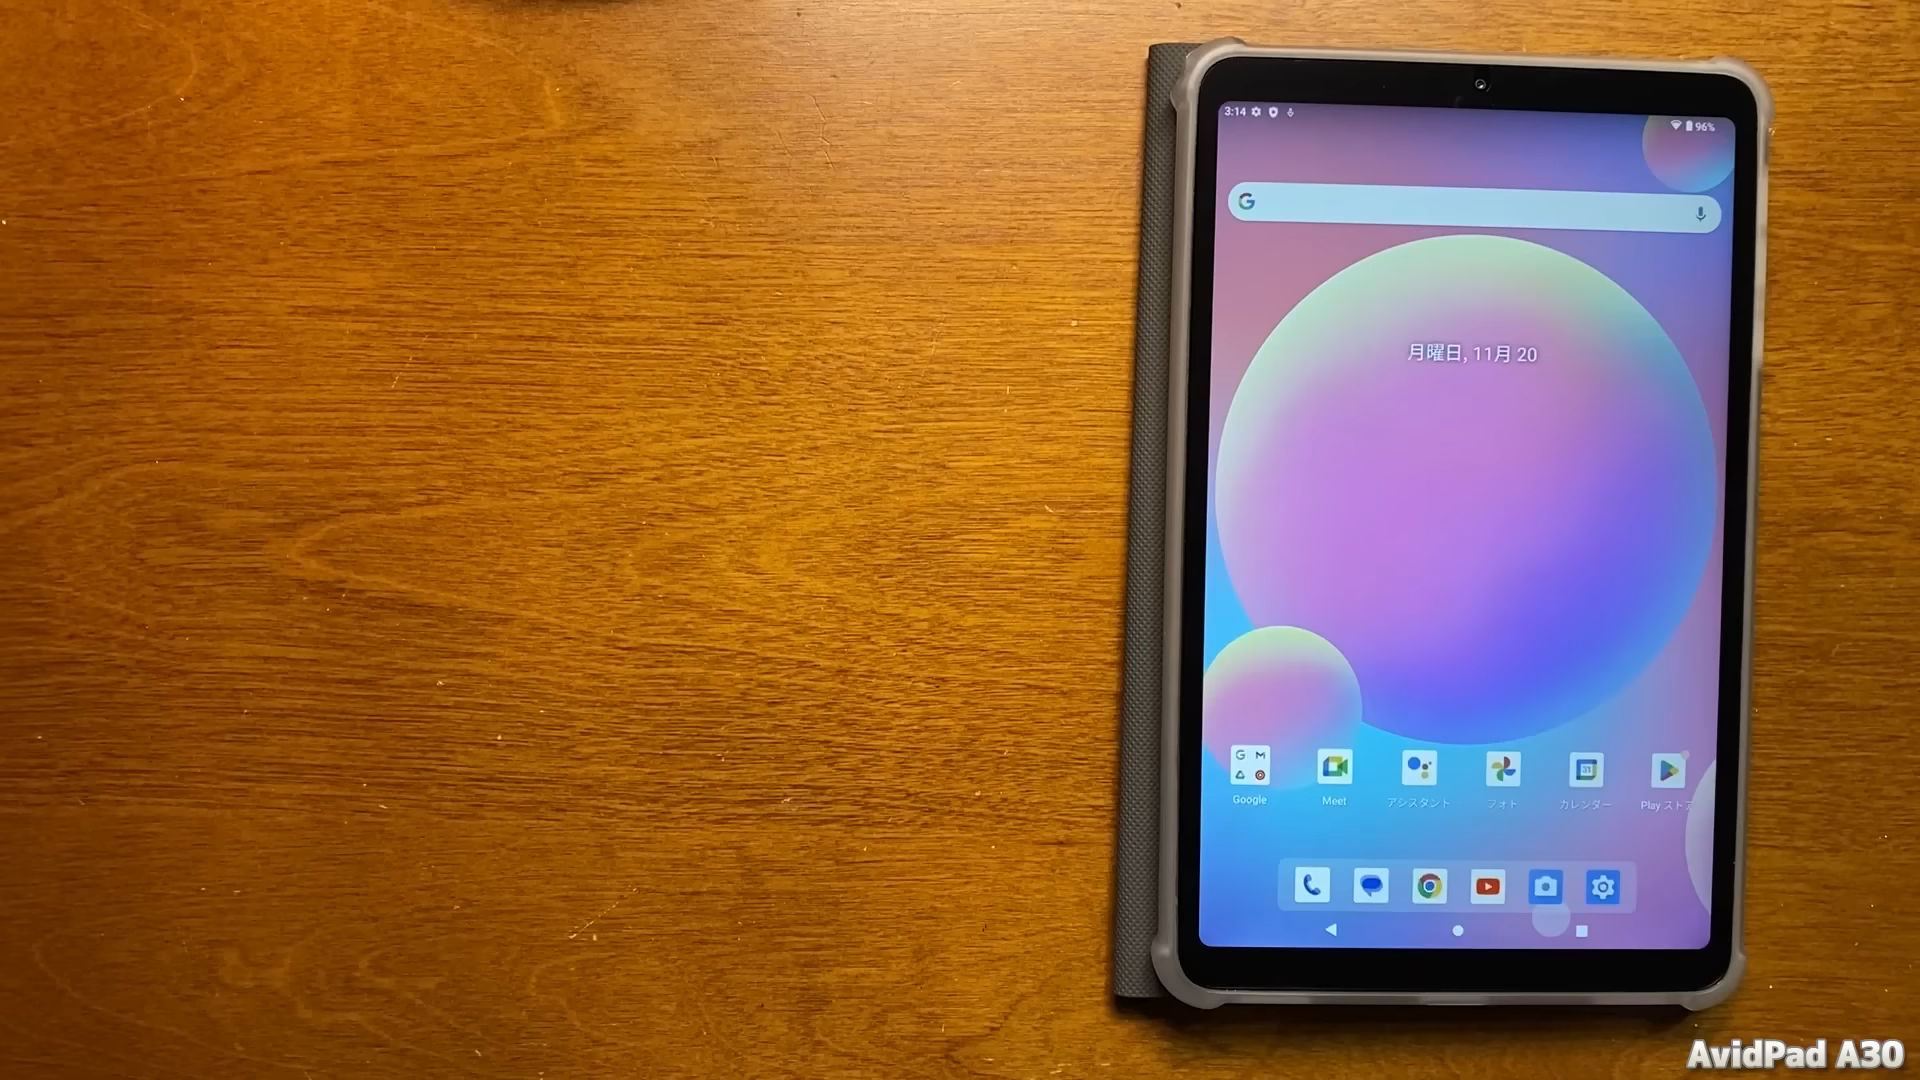 3:14
96%
月曜日, 11月 20
Google
Meet
アシスタント
フォト
カレンダー
Play ストア
31
AvidPad A30